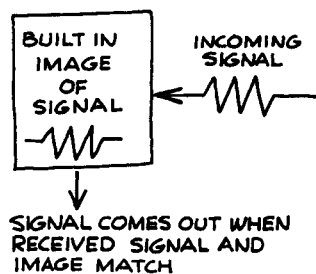 BUILT IN
IMAGE
OF
SIGNAL
INCOMING
SIGNAL
SIGNAL COMES OUT WHEN
RECEIVED SIGNAL AND
IMAGE MATCH